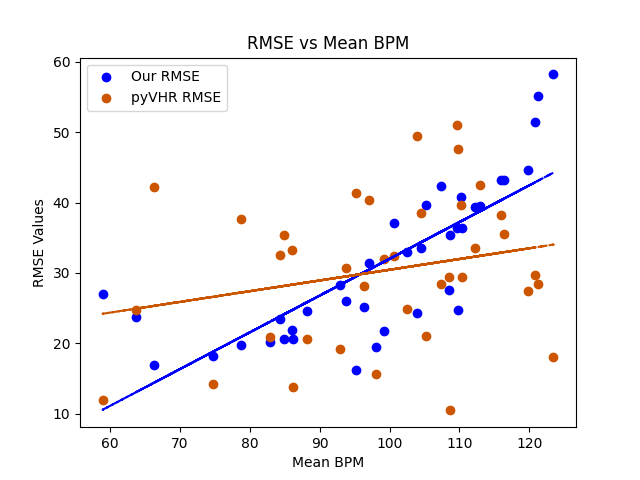 RMSE vs Mean BPM
Our RMSE
pyVHR RMSE
60
50
40
30
20
10
RMSE Values
60 70 80 90 100 110 120
Mean BPM